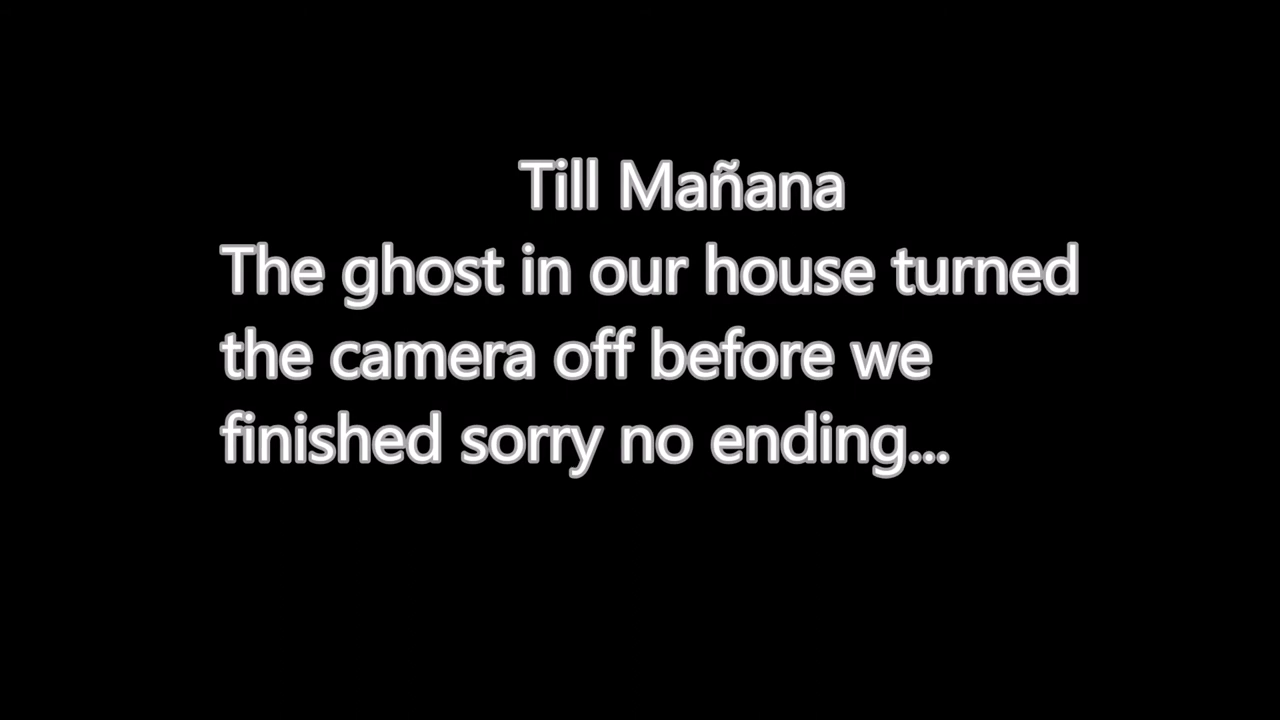 Till Mañana
The ghost in our house turned
the camera off before we
finished sorry no ending...